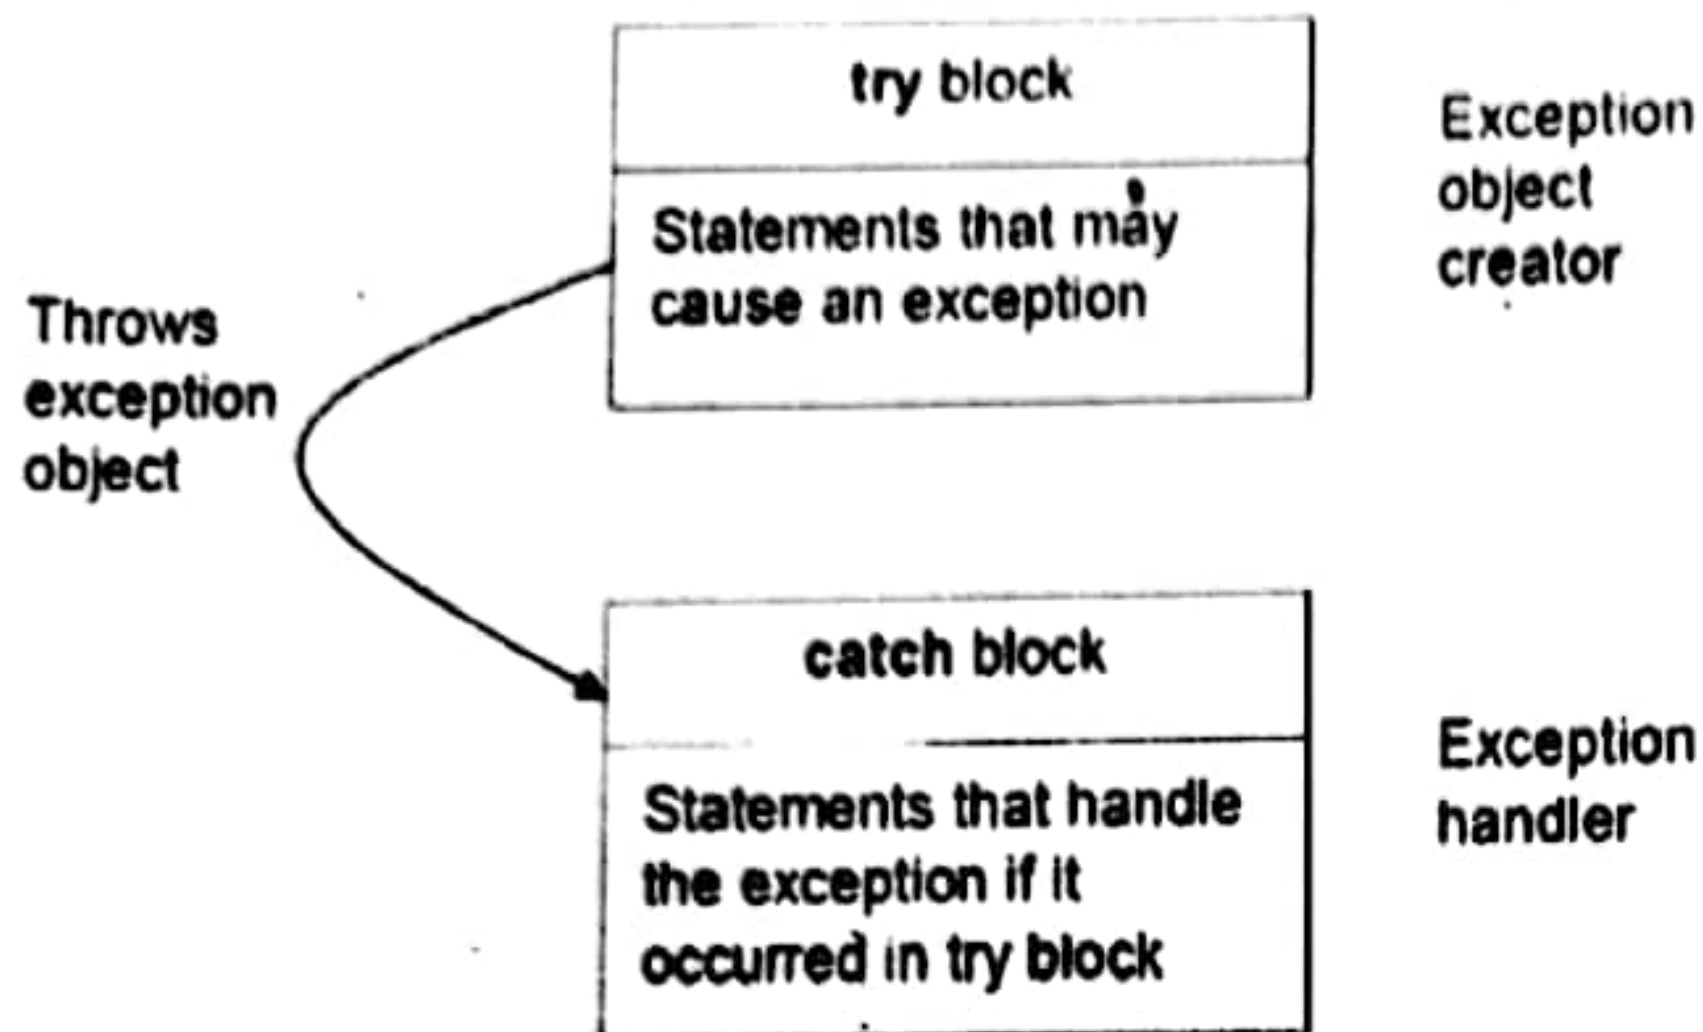 try block
Statements that may
cause an exception
Exception
object
creator
Throws
exception
object
catch block
Statements that handle
the exception if it
occurred in try block
Exception
handler